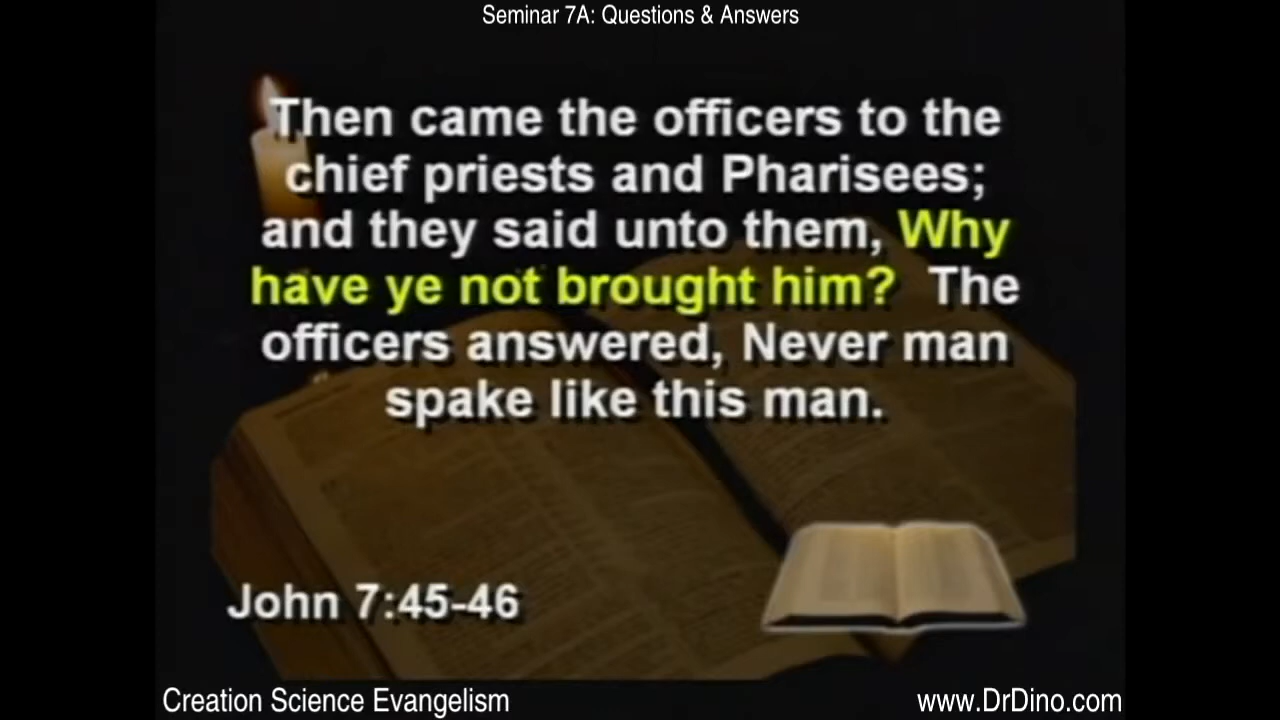 Seminar 7A: Questions & Answers
Then came the officers to the
chief priests and Pharisees;
and they said unto them, Why
have ye not brought him? The
officers answered, Never man
spake like this man.
John 7:45-46
Creation Science Evangelism
www.DrDino.com